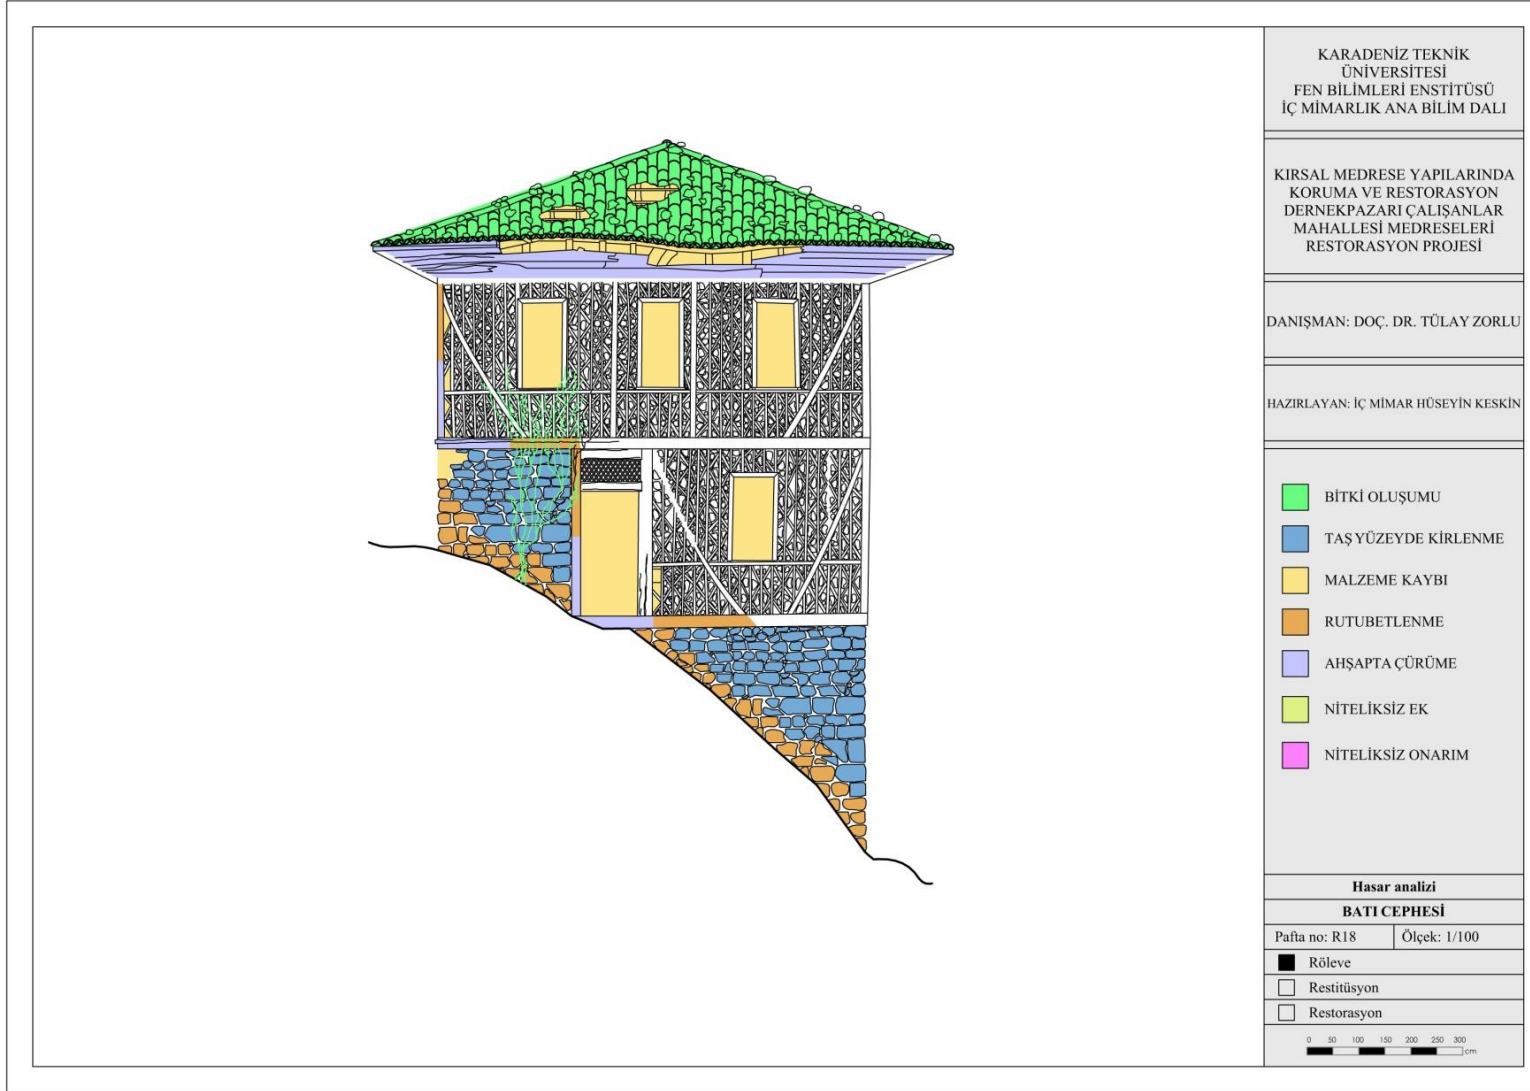 KARADENİZ TEKNİK
ÜNİVERSİTESİ
FEN BİLİMLERİ ENSTİTÜSÜ
İÇ MİMARLIK ANA BİLİM DALI
KIRSAL MEDRESE YAPILARINDA
KORUMA VE RESTORASYON
DERNEKPAZARI ÇALIŞANLAR
MAHALLESİ MEDRESELERİ
RESTORASYON PROJESİ
DANIŞMAN: DOÇ. DR. TÜLAY ZORLU
HAZIRLAYAN: İÇ MİMAR HÜSEYİN KESKİN
BİTKİ OLUŞUMU
TAŞ YÜZEYDE KİRLENME
MALZEME KAYBI
RUTUBETLENME
AHŞAPTA ÇÜRÜME
NİTELİKSİZ EK
NİTELİKSİZ ONARIM
Hasar analizi
BATI CEPHESİ
Pafta no: R18 Ölçek: 1/100
Röleve
Restitüsyon
Restorasyon
0 50 100 150 200 250 300
cm